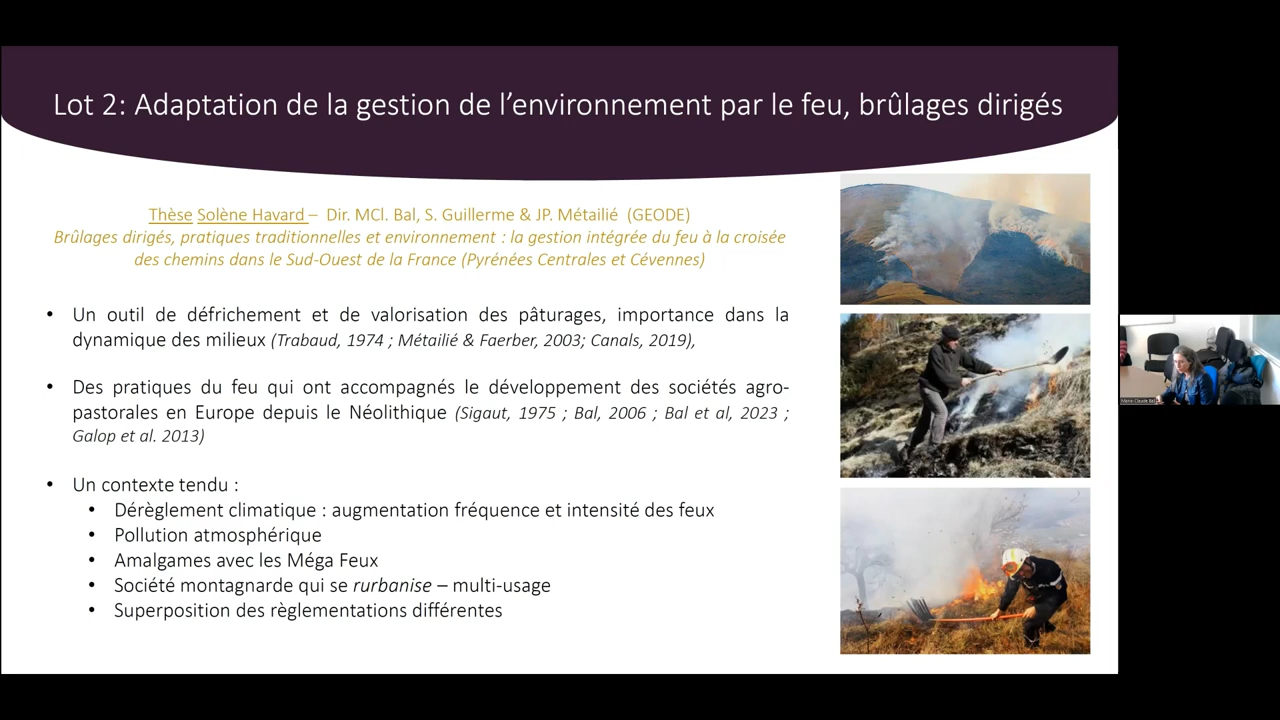 Lot 2: Adaptation de la gestion de l’environnement par le feu, brûlages dirigés
Thèse Solène Havard – Dir. MCl. Bal, S. Guillerme & JP. Métailié (GEODE)
Brûlages dirigés, pratiques traditionnelles et environnement : la gestion intégrée du feu à la croisée
des chemins dans le Sud-Ouest de la France (Pyrénées Centrales et Cévennes)
• Un outil de défrichement et de valorisation des pâturages, importance dans la
dynamique des milieux (Trabaud, 1974 ; Métailié & Faerber, 2003; Canals, 2019),
• Des pratiques du feu qui ont accompagnés le développement des sociétés agro-
pastorales en Europe depuis le Néolithique (Sigaut, 1975 ; Bal, 2006 ; Bal et al, 2023 ;
Galop et al. 2013)
• Un contexte tendu :
• Dérèglement climatique : augmentation fréquence et intensité des feux
• Pollution atmosphérique
• Amalgames avec les Méga Feux
• Société montagnarde qui se rurbanise – multi-usage
• Superposition des règlementations différentes
Marie-Claude Bal